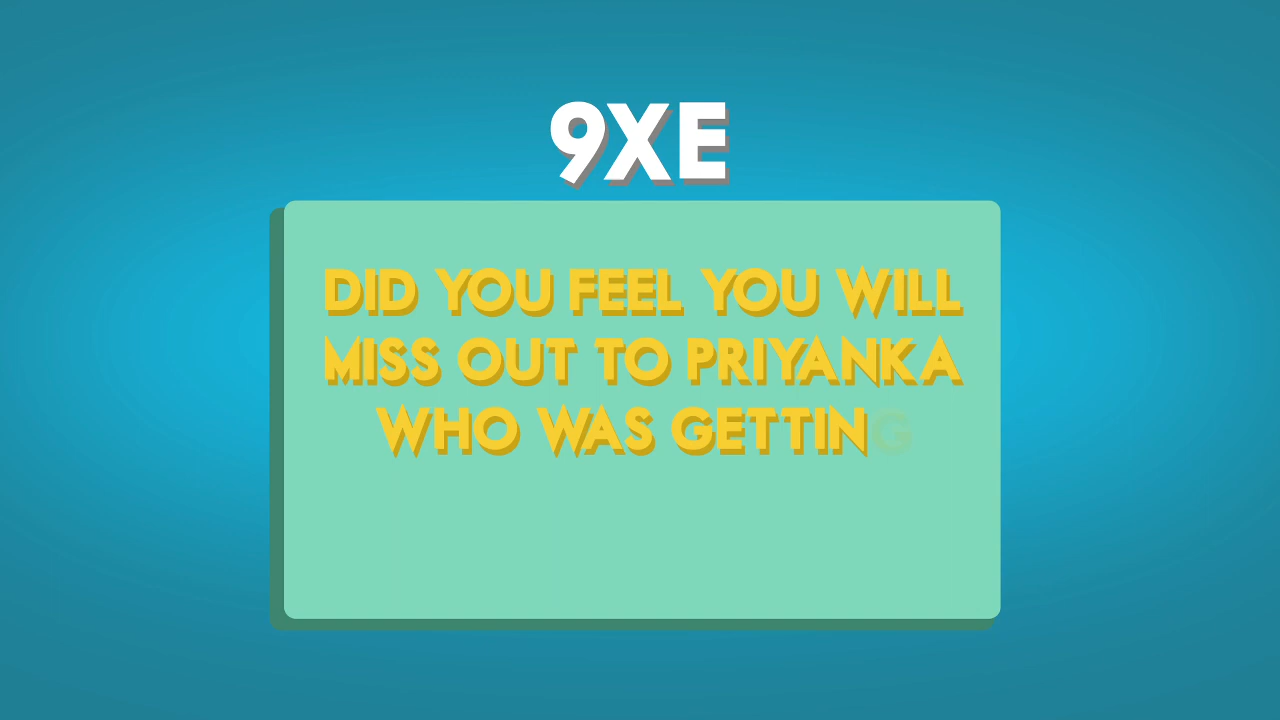 9XE
DID YOU FEEL YOU WILL
MISS OUT TO PRIYANKA
WHO WAS GETTING